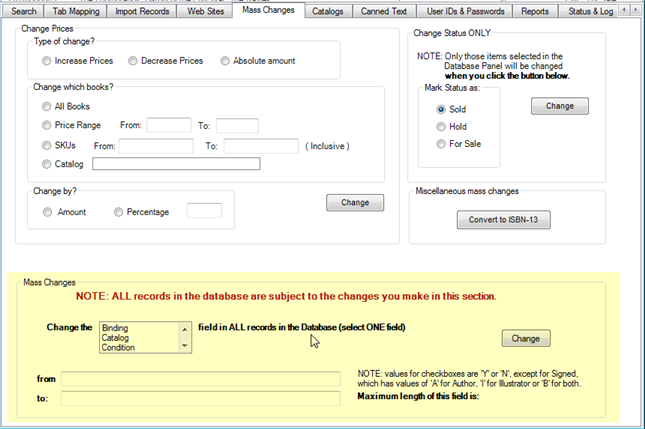 Search Tab Mapping Import Records Web Sites Mass Changes Catalogs Canned Text User IDs & Passwords Reports Status & Log
Change Prices
Type of change?
Increase Prices Decrease Prices Absolute amount
Change which books?
All Books
Price Range From: To:
SKUs From: To: ( Inclusive )
Catalog
Change by?
Amount Percentage
Change
Change Status ONLY
NOTE: Only those items selected in the
Database Panel will be changed
when you click the button below.
Mark Status as:
Sold
Hold
For Sale
Change
Miscellaneous mass changes
Convert to ISBN-13
Mass Changes
NOTE: ALL records in the database are subject to the changes you make in this section.
Change the
Binding
Catalog
Condition
field in ALL records in the Database (select ONE field)
Change
from
to:
NOTE: values for checkboxes are 'Y' or 'N', except for Signed,
which has values of 'A' for Author, 'I' for Illustrator or 'B' for both.
Maximum length of this field is: